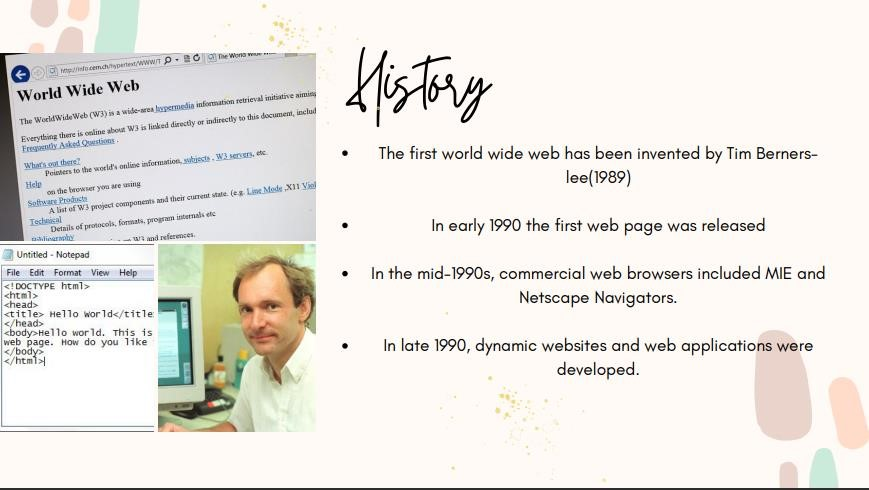 http://info.cern.ch/hypertext/WWW/T
The World Wide
World Wide Web
The WorldWideWeb (W3) is a wide-area hypermedia information retrieval initiative aiming
Everything there is online about W3 is linked directly or indirectly to this document, includ
Frequently Asked Questions .
What's out there?
Pointers to the world's online information, subjects , W3 servers, etc.
Help
on the browser you are using
Software Products
A list of W3 project components and their current state. (e.g. Line Mode ,X11 Viol
Technical
Details of protocols, formats, program internals etc
Bibliography
W3 and references.
Untitled - Notepad
File Edit Format View Help
<!DOCTYPE html>
<html>
<head>
<title> Hello World</title
</head>
<body>Hello world. This is
web page. How do you like
</body>
</html>
History
• The first world wide web has been invented by Tim Berners-
lee(1989)
• In early 1990 the first web page was released
• In the mid-1990s, commercial web browsers included MIE and
Netscape Navigators.
• In late 1990, dynamic websites and web applications were
developed.